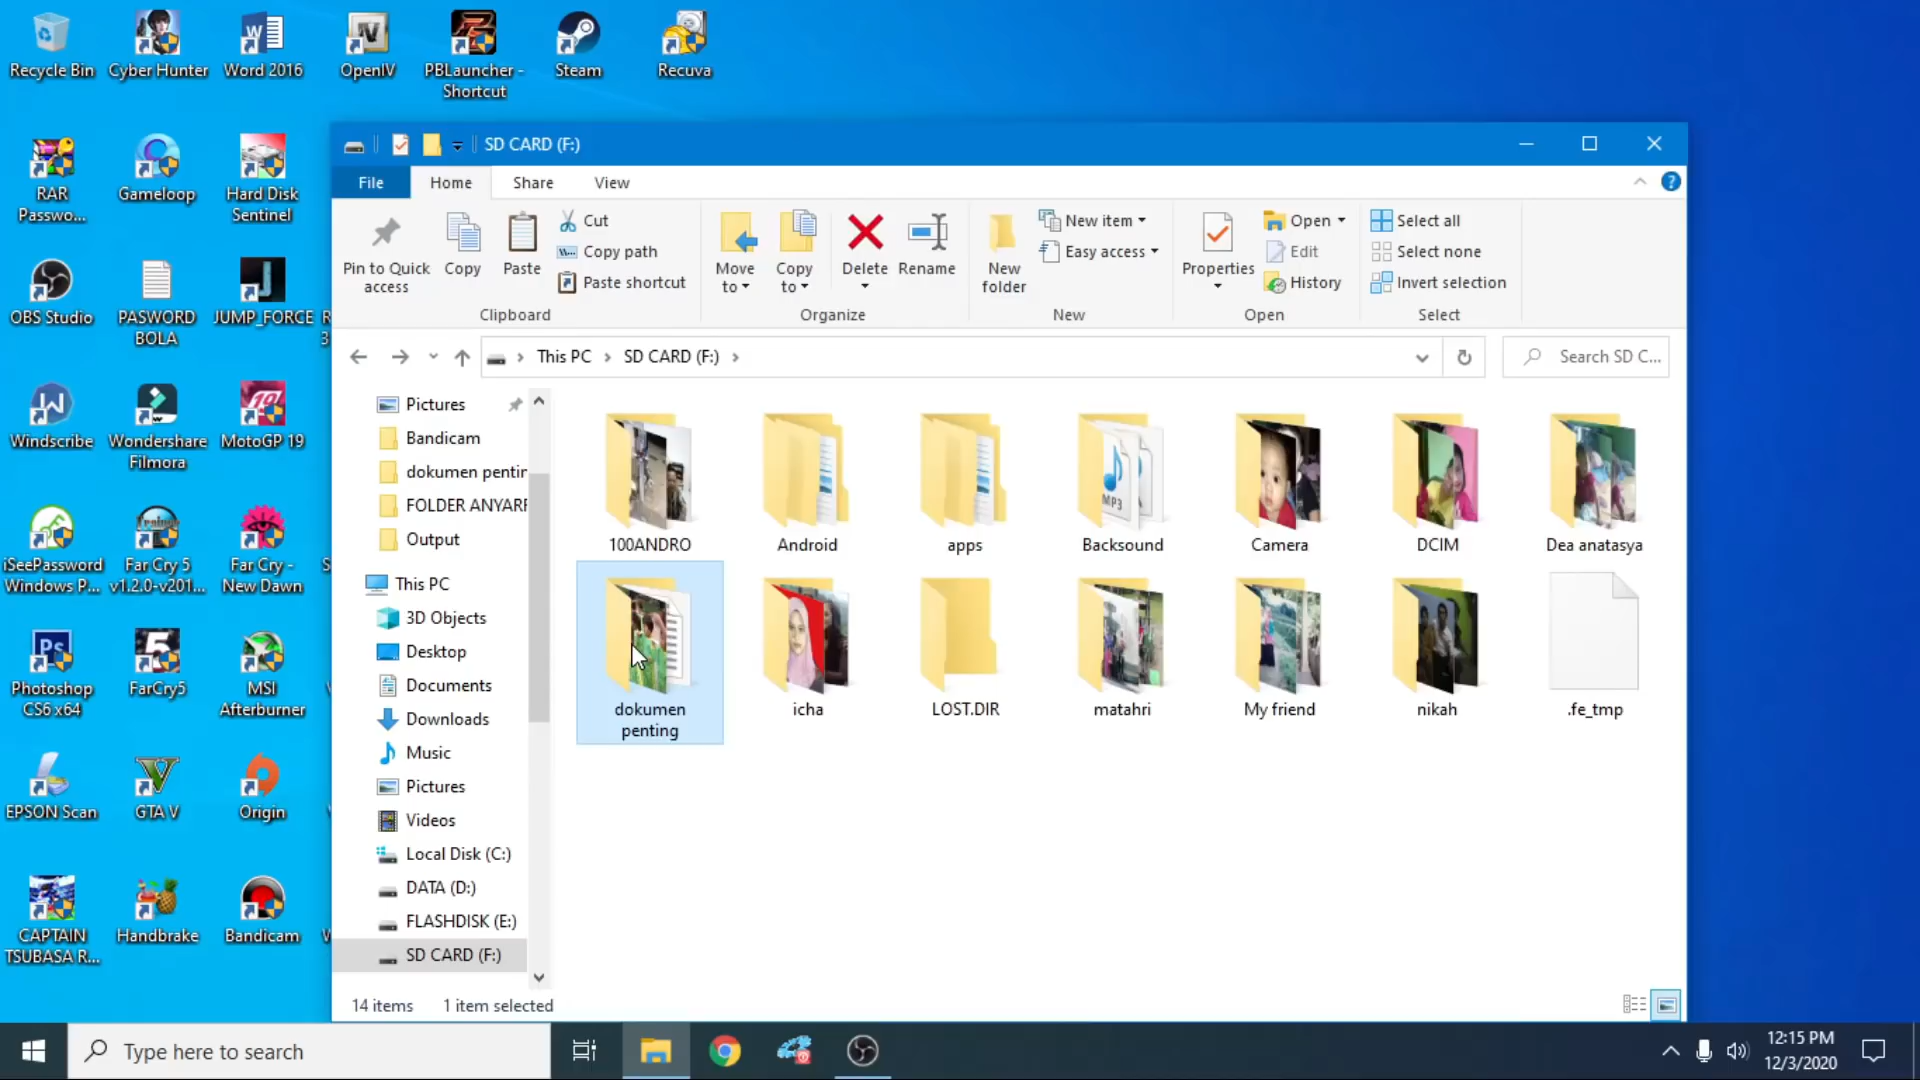 Recycle Bin
Cyber Hunter
Word 2016
OpenIV
PBLauncher -
Shortcut
Steam
Recuva
RAR
Passwo...
Gameloop
Hard Disk
Sentinel
OBS Studio
PASWORD
BOLA
JUMP_FORCE
Windscribe
Wondershare
Filmora
MotoGP 19
iSeePassword
Windows P...
Far Cry 5
v1.2.0-v201...
Far Cry -
New Dawn
Photoshop
CS6 x64
FarCry5
MSI
Afterburner
EPSON Scan
GTA V
Origin
CAPTAIN
TSUBASA R...
Handbrake
Bandicam
SD CARD (F:)
File
Home
Share
View
Pin to Quick
access
Copy
Paste
Cut
Copy path
Paste shortcut
Clipboard
Move
to
Copy
to
Delete
Rename
Organize
New
folder
New item
Easy access
New
Properties
Open
Edit
History
Open
Select all
Select none
Invert selection
Select
This PC
SD CARD (F:)
Search SD C...
Pictures
Bandicam
dokumen pentin
FOLDER ANYARE
Output
This PC
3D Objects
Desktop
Documents
Downloads
Music
Pictures
Videos
Local Disk (C:)
DATA (D:)
FLASHDISK (E:)
SD CARD (F:)
100ANDRO
Android
apps
MP3
Backsound
Camera
DCIM
Dea anatasya
dokumen
penting
icha
LOST.DIR
matahri
My friend
nikah
.fe_tmp
14 items
1 item selected
Type here to search
12:15 PM
12/3/2020